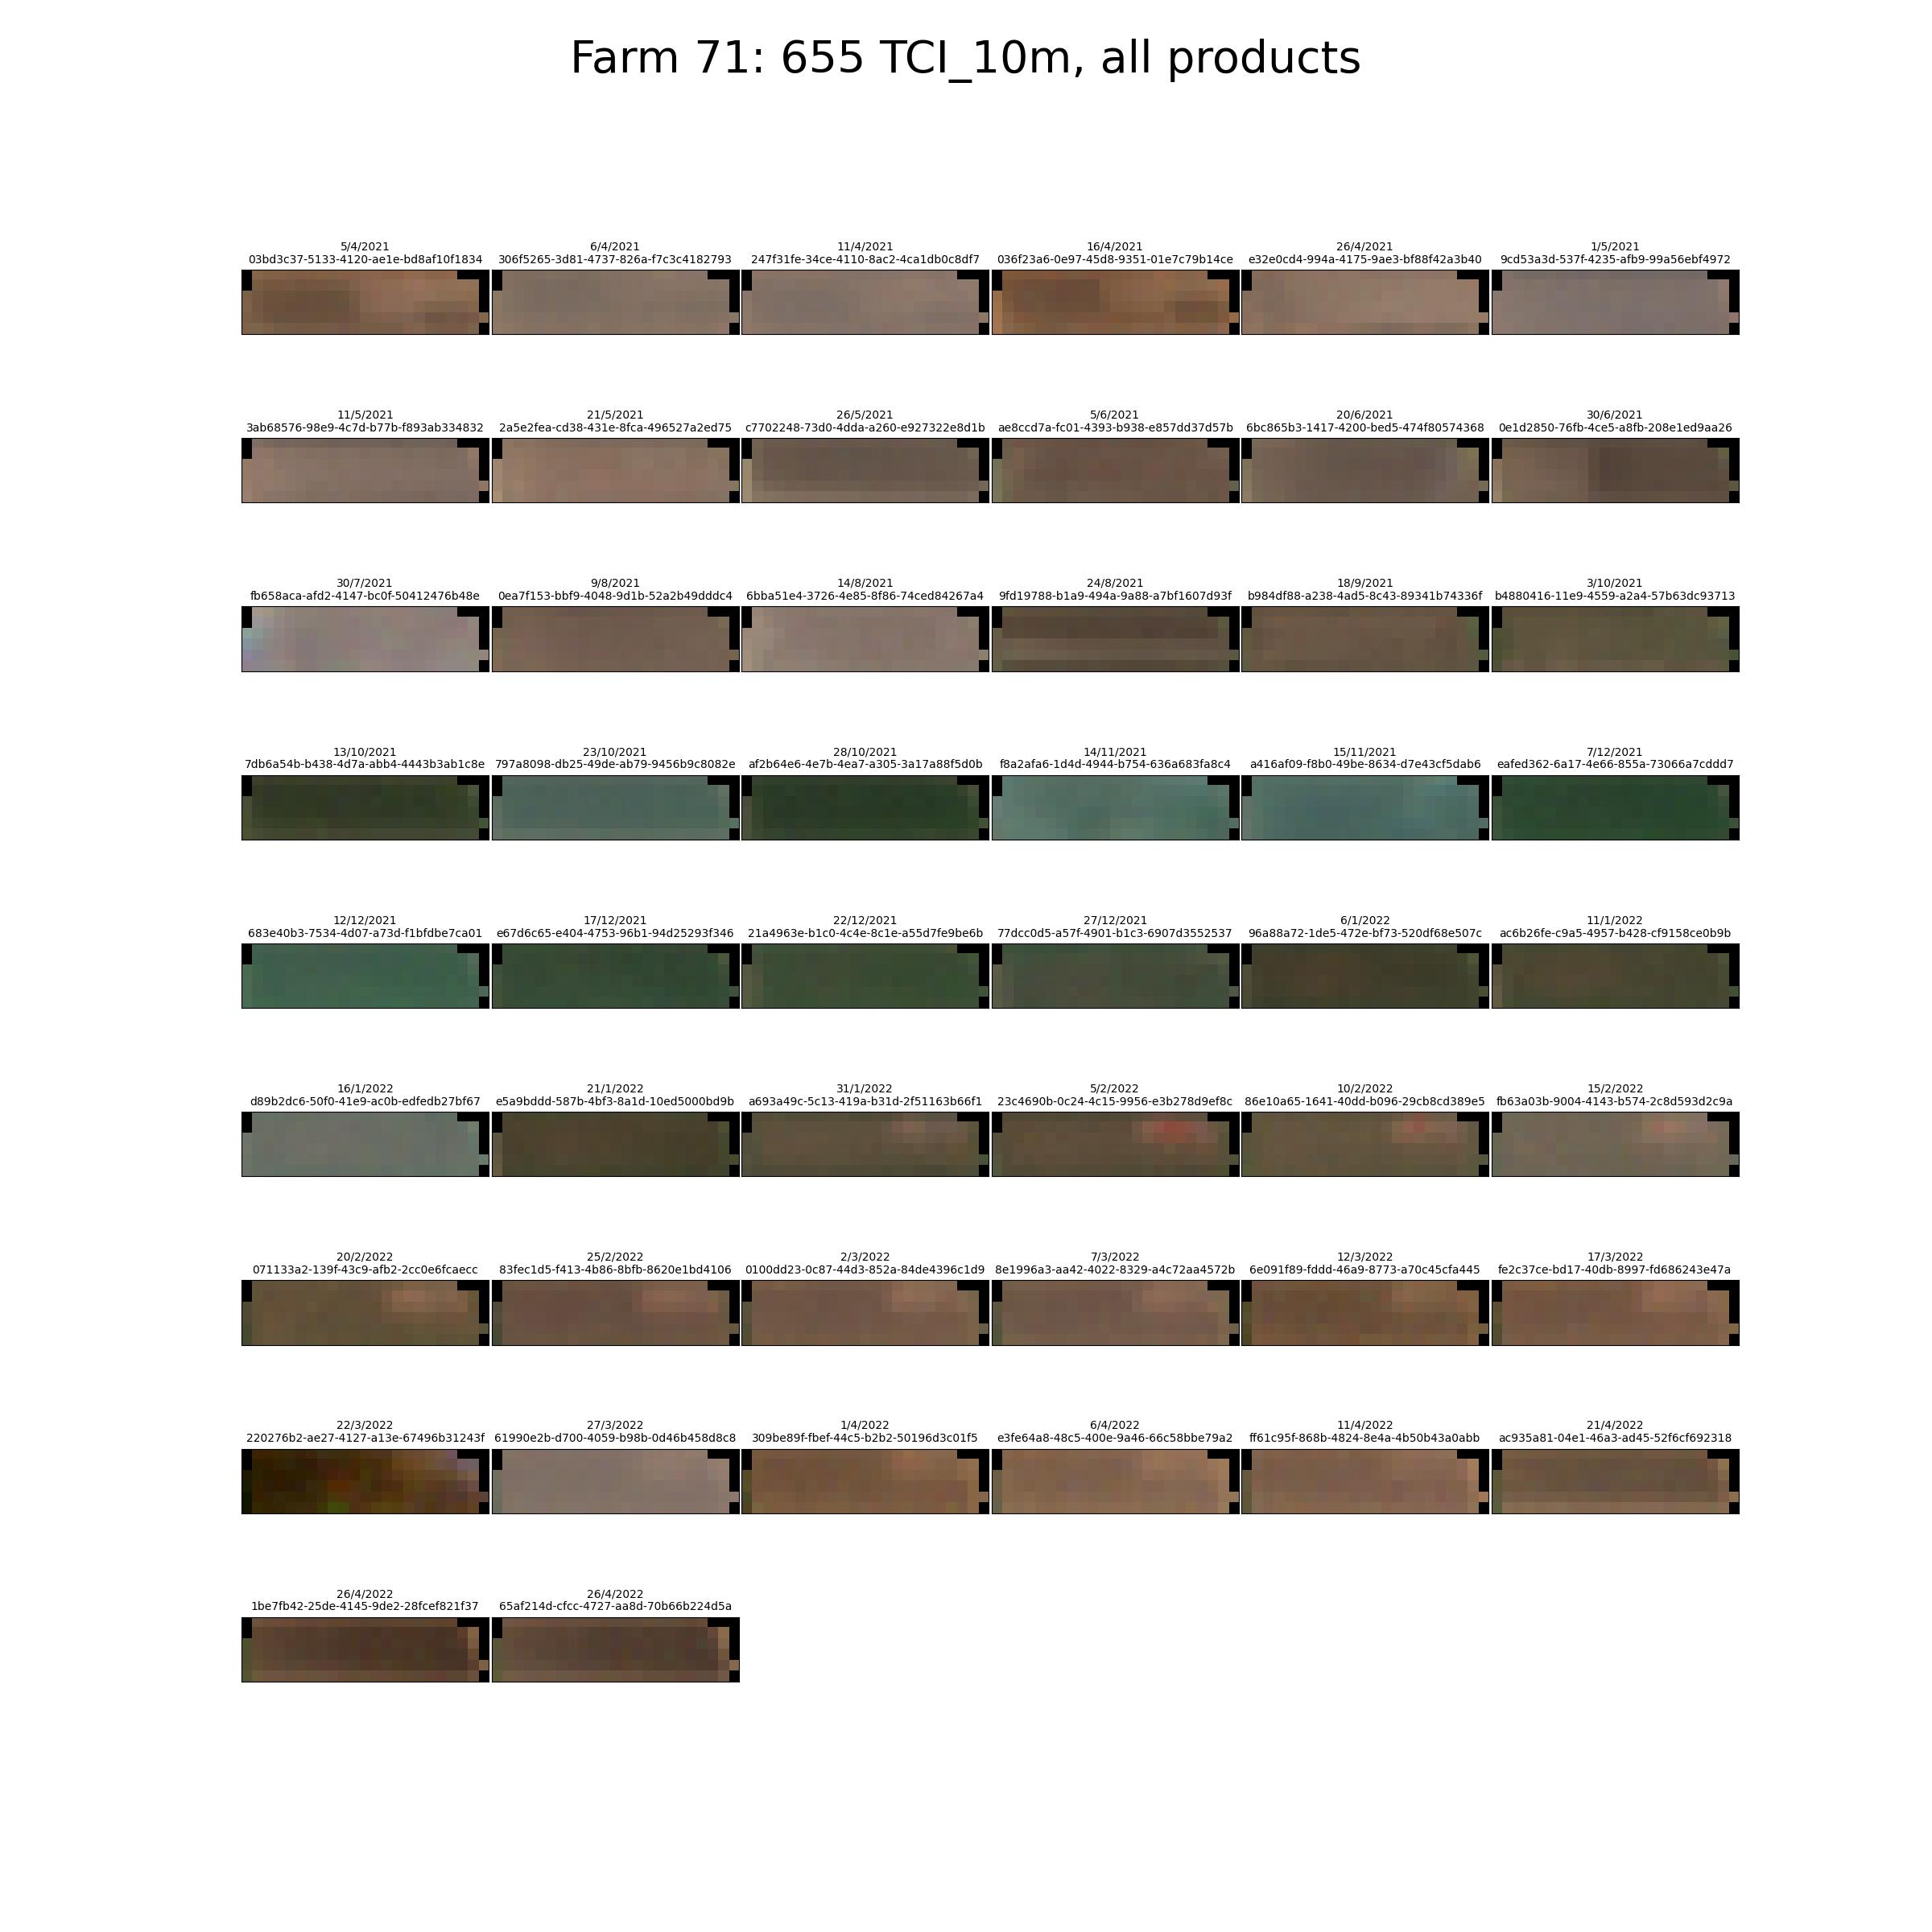 Farm 71: 655 TCI_10m, all products
5/4/2021
03bd3c37-5133-4120-ae1e-bd8af10f1834
6/4/2021
306f5265-3d81-4737-826a-f7c3c4182793
11/4/2021
247f31fe-34ce-4110-8ac2-4ca1db0c8df7
16/4/2021
036f23a6-0e97-45d8-9351-01e7c79b14ce
26/4/2021
e32e0cd4-994a-4175-9ae3-bf88f42a3b40
1/5/2021
9cd53a3d-537f-4235-afb9-99a56ebf4972
11/5/2021
3ab68576-98e9-4c7d-b77b-f893ab334832
21/5/2021
2a5e2fea-cd38-431e-8fca-496527a2ed75
26/5/2021
c7702248-73d0-4dda-a260-e927322e8d1b
5/6/2021
ae8ccd7a-fc01-4393-b938-e857dd37d57b
20/6/2021
6bc865b3-1417-4200-bed5-474f80574368
30/6/2021
0e1d2850-76fb-4ce5-a8fb-208e1ed9aa26
30/7/2021
fb658aca-afd2-4147-bc0f-50412476b48e
9/8/2021
0ea7f153-bbf9-4048-9d1b-52a2b49dddc4
14/8/2021
6bba51e4-3726-4e85-8f86-74ced84267a4
24/8/2021
9fd19788-b1a9-494a-9a88-a7bf1607d93f
18/9/2021
b984df88-a238-4ad5-8c43-89341b74336f
3/10/2021
b4880416-11e9-4559-a2a4-57b63dc93713
13/10/2021
7db6a54b-b438-4d7a-abb4-4443b3ab1c8e
23/10/2021
797a8098-db25-49de-ab79-9456b9c8082e
28/10/2021
af2b64e6-4e7b-4ea7-a305-3a17a88f5d0b
14/11/2021
f8a2afa6-1d4d-4944-b754-636a683fa8c4
15/11/2021
a416af09-f8b0-49be-8634-d7e43cf5dab6
7/12/2021
eafed362-6a17-4e66-855a-73066a7cddd7
12/12/2021
683e40b3-7534-4d07-a73d-f1bfdbe7ca01
17/12/2021
e67d6c65-e404-4753-96b1-94d25293f346
22/12/2021
21a4963e-b1c0-4c4e-8c1e-a55d7fe9be6b
27/12/2021
77dcc0d5-a57f-4901-b1c3-6907d3552537
6/1/2022
96a88a72-1de5-472e-bf73-520df68e507c
11/1/2022
ac6b26fe-c9a5-4957-b428-cf9158ce0b9b
16/1/2022
d89b2dc6-50f0-41e9-ac0b-edfedb27bf67
21/1/2022
e5a9bddd-587b-4bf3-8a1d-10ed5000bd9b
31/1/2022
a693a49c-5c13-419a-b31d-2f51163b66f1
5/2/2022
23c4690b-0c24-4c15-9956-e3b278d9ef8c
10/2/2022
86e10a65-1641-40dd-b096-29cb8cd389e5
15/2/2022
fb63a03b-9004-4143-b574-2c8d593d2c9a
20/2/2022
071133a2-139f-43c9-afb2-2cc0e6fcaecc
25/2/2022
83fec1d5-f413-4b86-8bfb-8620e1bd4106
2/3/2022
0100dd23-0c87-44d3-852a-84de4396c1d9
7/3/2022
8e1996a3-aa42-4022-8329-a4c72aa4572b
12/3/2022
6e091f89-fddd-46a9-8773-a70c45cfa445
17/3/2022
fe2c37ce-bd17-40db-8997-fd686243e47a
22/3/2022
220276b2-ae27-4127-a13e-67496b31243f
27/3/2022
61990e2b-d700-4059-b98b-0d46b458d8c8
1/4/2022
309be89f-fbef-44c5-b2b2-50196d3c01f5
6/4/2022
e3fe64a8-48c5-400e-9a46-66c58bbe79a2
11/4/2022
ff61c95f-868b-4824-8e4a-4b50b43a0abb
21/4/2022
ac935a81-04e1-46a3-ad45-52f6cf692318
26/4/2022
1be7fb42-25de-4145-9de2-28fcef821f37
26/4/2022
65af214d-cfcc-4727-aa8d-70b66b224d5a